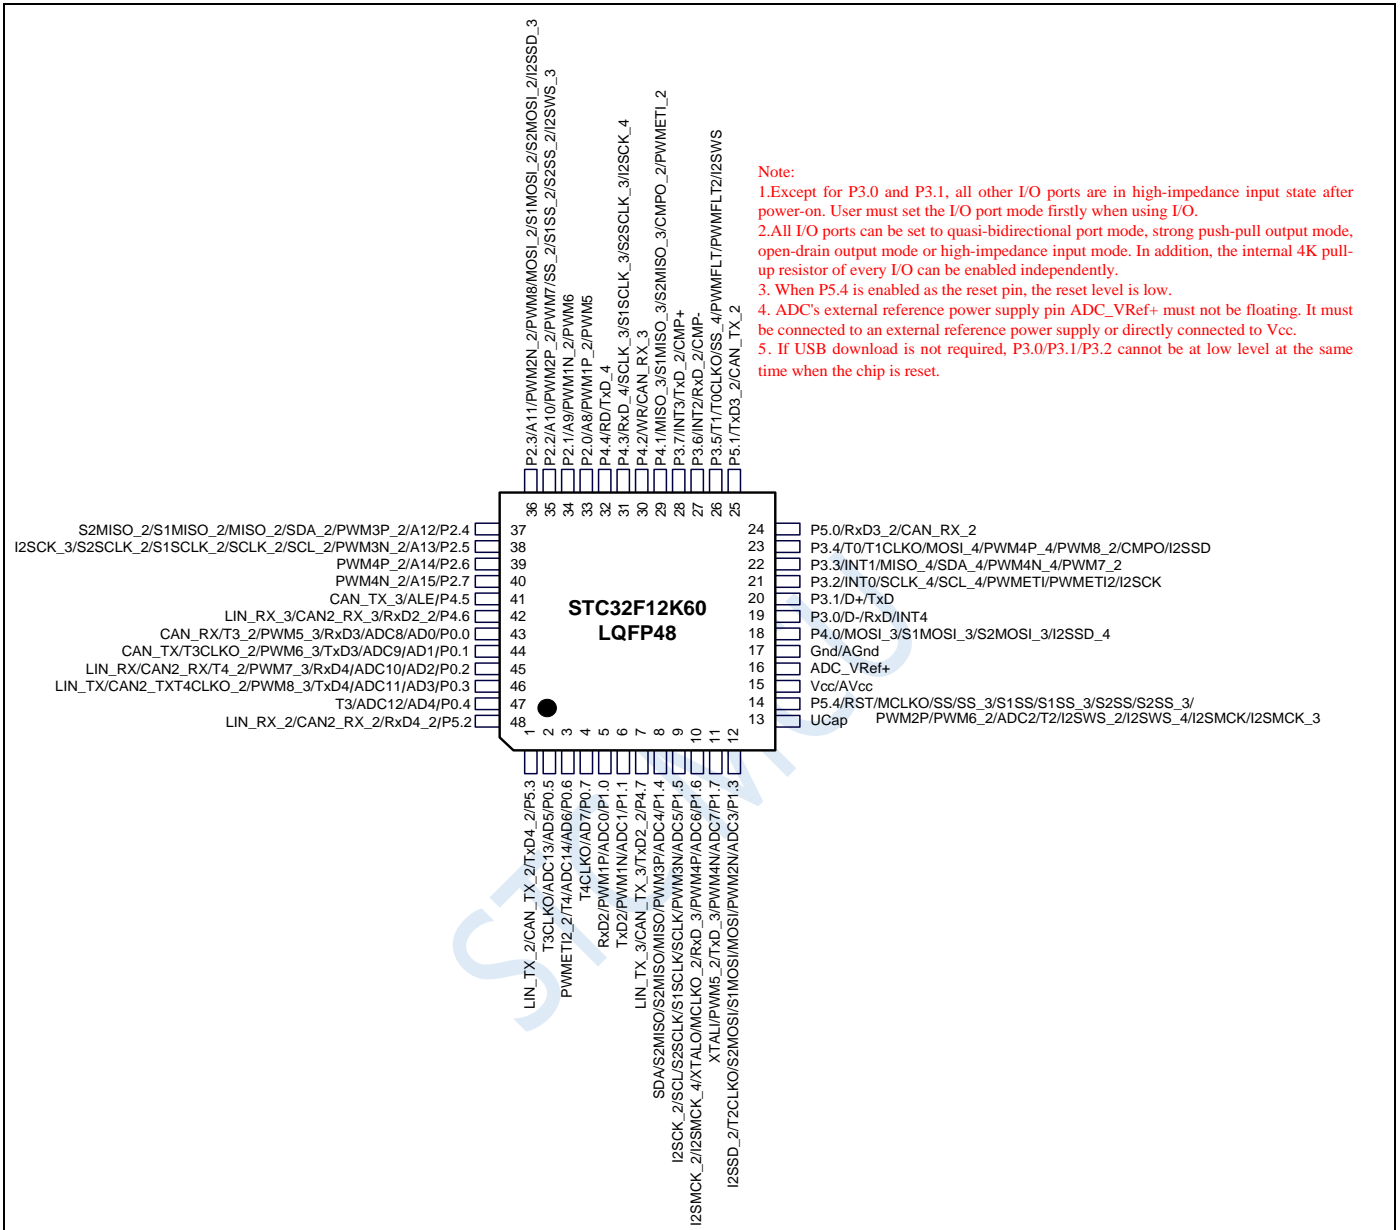 P2.3/A11/PWM2N_2/PWM8/MOSI_2/S1MOSI_2/S2MOSI_2/I2SSD_3
P2.2/A10/PWM2P_2/PWM7/SS_2/S1SS_2/S2SS_2/I2SWS_3
P2.1/A9/PWM1N_2/PWM6
P2.0/A8/PWM1P_2/PWM5
P4.4/RD/TxD_4
P4.3/RxD_4/SCLK_3/S1SCLK_3/S2SCLK_3/I2SCK_4
P4.2/WR/CAN_RX_3
P4.1/MISO_3/S1MISO_3/S2MISO_3/CMPO_2/PWMETI_2
P3.7/INT3/TxD_2/CMP+
P3.6/INT2/RxD_2/CMP-
P3.5/T1/T0CLKO/SS_4/PWMFLT/PWMFLT2/I2SWS
P5.1/TxD3_2/CAN_TX_2
Note:
1.Except for P3.0 and P3.1, all other I/O ports are in high-impedance input state after
power-on. User must set the I/O port mode firstly when using I/O.
2.All I/O ports can be set to quasi-bidirectional port mode, strong push-pull output mode,
open-drain output mode or high-impedance input mode. In addition, the internal 4K pull-
up resistor of every I/O can be enabled independently.
3. When P5.4 is enabled as the reset pin, the reset level is low.
4. ADC's external reference power supply pin ADC_VRef+ must not be floating. It must
be connected to an external reference power supply or directly connected to Vcc.
5. If USB download is not required, P3.0/P3.1/P3.2 cannot be at low level at the same
time when the chip is reset.
36 35 34 33 32 31 30 29 28 27 26 25
S2MISO_2/S1MISO_2/MISO_2/SDA_2/PWM3P_2/A12/P2.4 37
I2SCK_3/S2SCLK_2/S1SCLK_2/SCLK_2/SCL_2/PWM3N_2/A13/P2.5 38
PWM4P_2/A14/P2.6 39
PWM4N_2/A15/P2.7 40
CAN_TX_3/ALE/P4.5 41
LIN_RX_3/CAN2_RX_3/RxD2_2/P4.6 42
CAN_RX/T3_2/PWM5_3/RxD3/ADC8/AD0/P0.0 43
CAN_TX/T3CLKO_2/PWM6_3/TxD3/ADC9/AD1/P0.1 44
LIN_RX/CAN2_RX/T4_2/PWM7_3/RxD4/ADC10/AD2/P0.2 45
LIN_TX/CAN2_TXT4CLKO_2/PWM8_3/TxD4/ADC11/AD3/P0.3 46
T3/ADC12/AD4/P0.4 47
LIN_RX_2/CAN2_RX_2/RxD4_2/P5.2 48
STC32F12K60
LQFP48
24 P5.0/RxD3_2/CAN_RX_2
23 P3.4/T0/T1CLKO/MOSI_4/PWM4P_4/PWM8_2/CMPO/I2SSD
22 P3.3/INT1/MISO_4/SDA_4/PWM4N_4/PWM7_2
21 P3.2/INT0/SCLK_4/SCL_4/PWMETI/PWMETI2/I2SCK
20 P3.1/D+/TxD
19 P3.0/D-/RxD/INT4
18 P4.0/MOSI_3/S1MOSI_3/S2MOSI_3/I2SSD_4
17 Gnd/AGnd
16 ADC_VRef+
15 Vcc/AVcc
14 P5.4/RST/MCLKO/SS/SS_3/S1SS/S1SS_3/S2SS/S2SS_3/
PWM2P/PWM6_2/ADC2/T2/I2SWS_2/I2SWS_4/I2SMCK/I2SMCK_3
13 UCap
1 2 3 4 5 6 7 8 9 10 11 12
LIN_TX_2/CAN_TX_2/TxD4_2/P5.3
T3CLKO/ADC13/AD5/P0.5
PWMETI2_2/T4/ADC14/AD6/P0.6
T4CLKO/AD7/P0.7
RxD2/PWM1P/ADC0/P1.0
TxD2/PWM1N/ADC1/P1.1
LIN_TX_3/CAN_TX_3/TxD2_2/P4.7
SDA/S2MISO/S2MISO/MISO/PWM3P/ADC4/P1.4
I2SCK_2/SCL/S2SCLK/S1SCLK/SCLK/PWM3N/ADC5/P1.5
I2SMCK_2/I2SMCK_4/XTALO/MCLKO_2/RxD_3/PWM4P/ADC6/P1.6
XTALI/PWM5_2/TxD_3/PWM4N/ADC7/P1.7
I2SSD_2/T2CLKO/S2MOSI/S1MOSI/MOSI/PWM2N/ADC3/P1.3
STC MCU